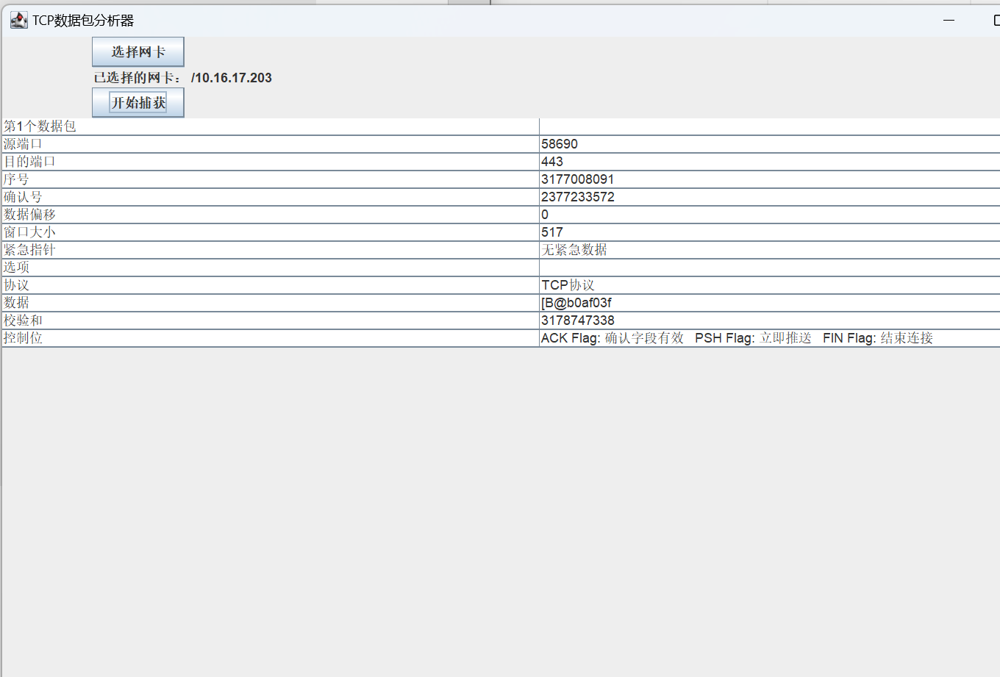 TCP数据包分析器
选择网卡
已选择的网卡： /10.16.17.203
开始捕获
第1个数据包
源端口 58690
目的端口 443
序号 3177008091
确认号 2377233572
数据偏移 0
窗口大小 517
紧急指针 无紧急数据
选项
协议 TCP协议
数据 [B@b0af03f
校验和 3178747338
控制位 ACK Flag: 确认字段有效 PSH Flag: 立即推送 FIN Flag: 结束连接